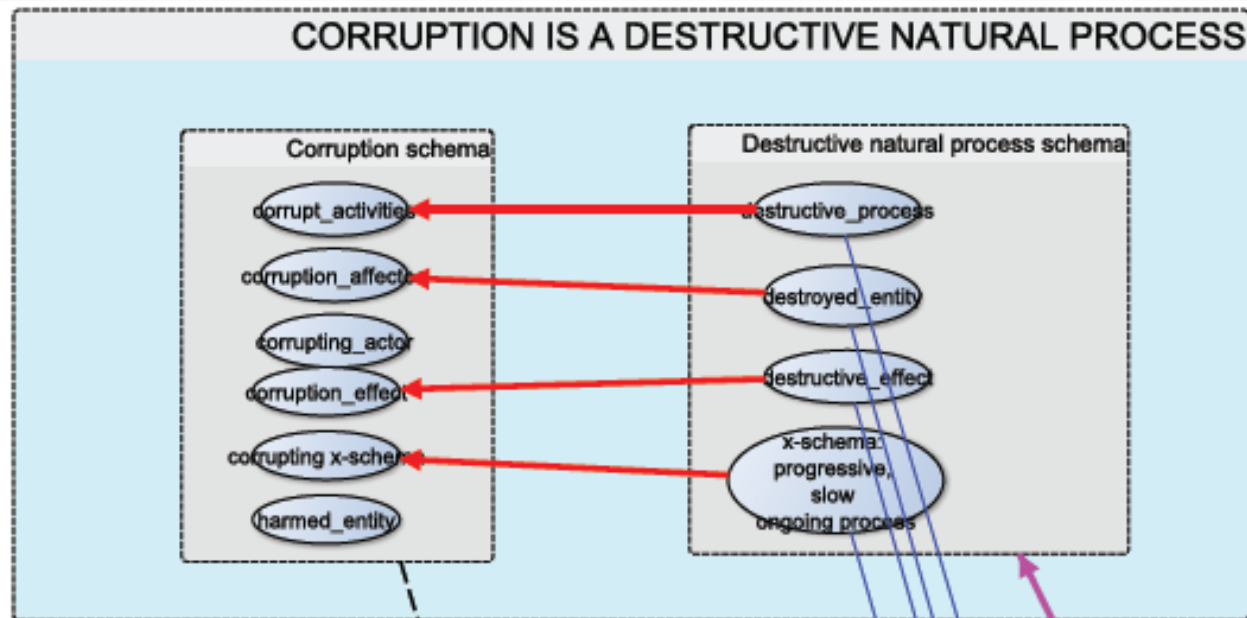 CORRUPTION IS A DESTRUCTIVE NATURAL PROCESS
Corruption schema
corrupt_activities
corruption_affecte
corrupting_actor
corruption_effect
corrupting x-schema
harmed_entity
Destructive natural process schema
destructive_process
destroyed_entity
destructive_effect
x-schema:
progressive,
slow
ongoing process